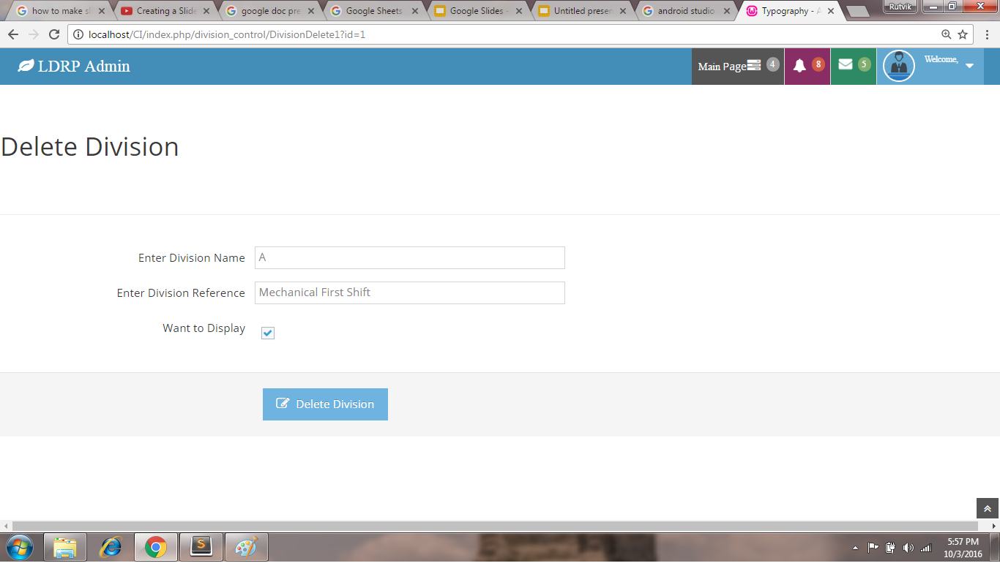 how to make sl
Creating a Slide
google doc pre
Google Sheets
Google Slides -
Untitled presen
android studio
Typography - A
Rutvik
localhost/CI/index.php/division_control/DivisionDelete1?id=1
LDRP Admin
Main Page
4
8
5
Welcome,
Delete Division
Enter Division Name
A
Enter Division Reference
Mechanical First Shift
Want to Display
Delete Division
5:57 PM
10/3/2016